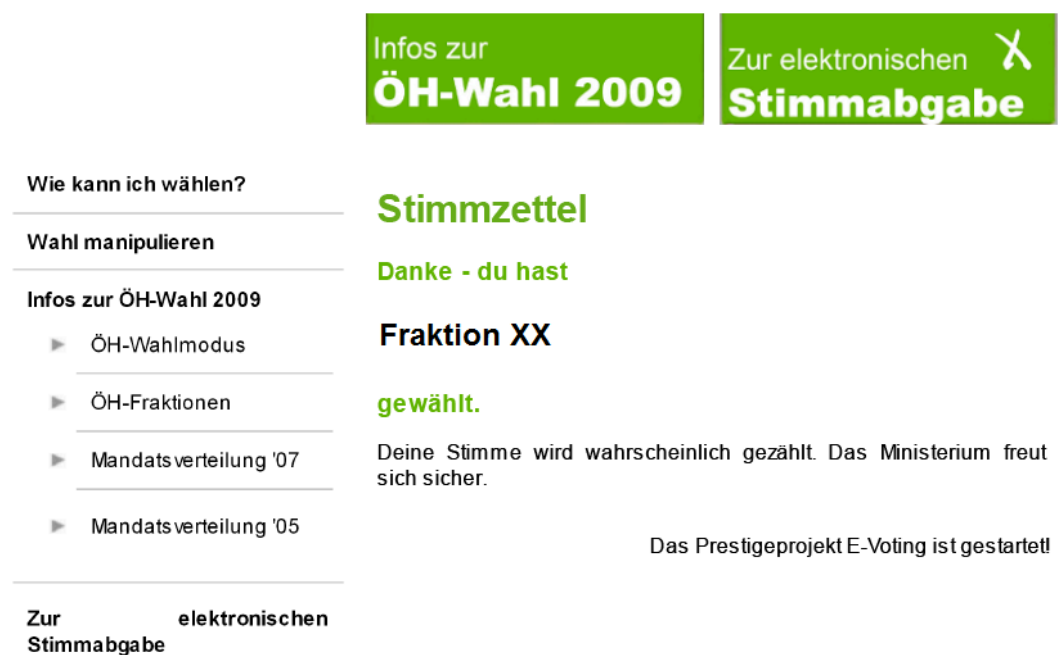 Infos zur
ÖH-Wahl 2009
Zur elektronischen
Stimmabgabe
Wie kann ich wählen?
Wahl manipulieren
Infos zur ÖH-Wahl 2009
ÖH-Wahlmodus
ÖH-Fraktionen
Mandatsverteilung '07
Mandatsverteilung '05
Zur elektronischen
Stimmabgabe
Stimmzettel
Danke - du hast
Fraktion XX
gewählt.
Deine Stimme wird wahrscheinlich gezählt. Das Ministerium freut
sich sicher.
Das Prestigeprojekt E-Voting ist gestartet!